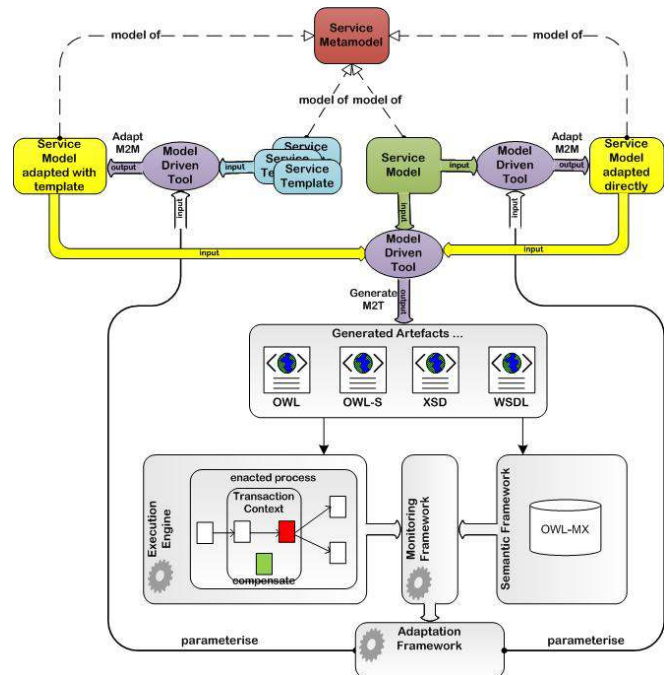 Service
Metamodel
model of
model of
model of
model of
Adapt
M2M
Adapt
M2M
Service
Model
adapted with
template
output
Model
Driven
Tool
input
Service
Service
Te
Service
Template
Service
Model
input
Model
Driven
Tool
output
Service
Model
adapted
directly
input
input
input
input
Model
Driven
Tool
input
Generate
M2T
output
Generated Artefacts ...
OWL
OWL-S
XSD
WSDL
Execution
Engine
enacted process
Transaction
Context
compensate
Monitoring
Framework
Semantic Framework
OWL-MX
parameterise
Adaptation
Framework
parameterise